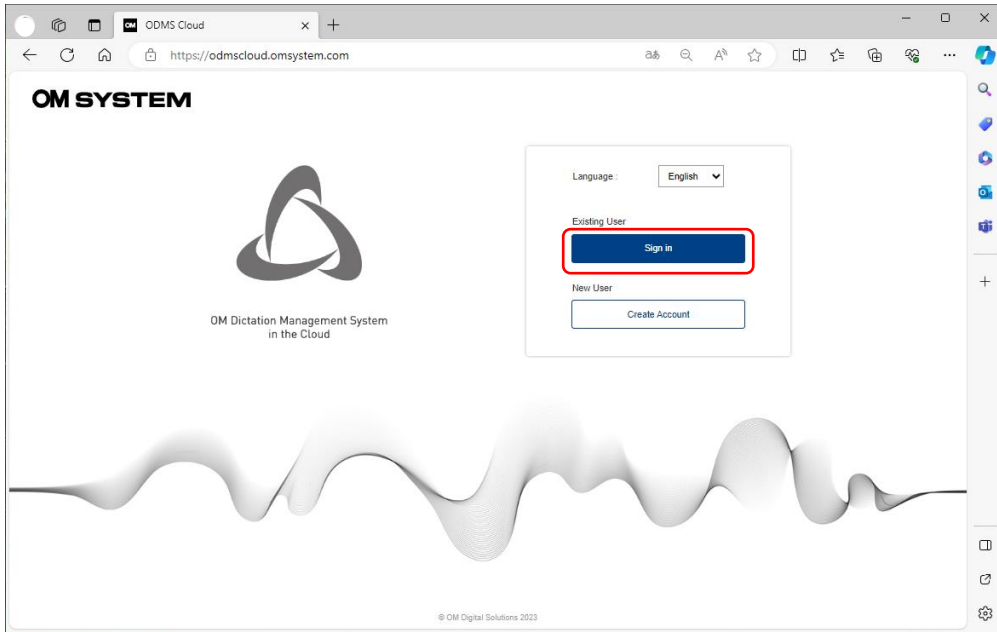 OM ODMS Cloud
https://odmscloud.omsystem.com
OM SYSTEM
Language : English
Existing User
Sign in
New User
Create Account
OM Dictation Management System
in the Cloud
© OM Digital Solutions 2023